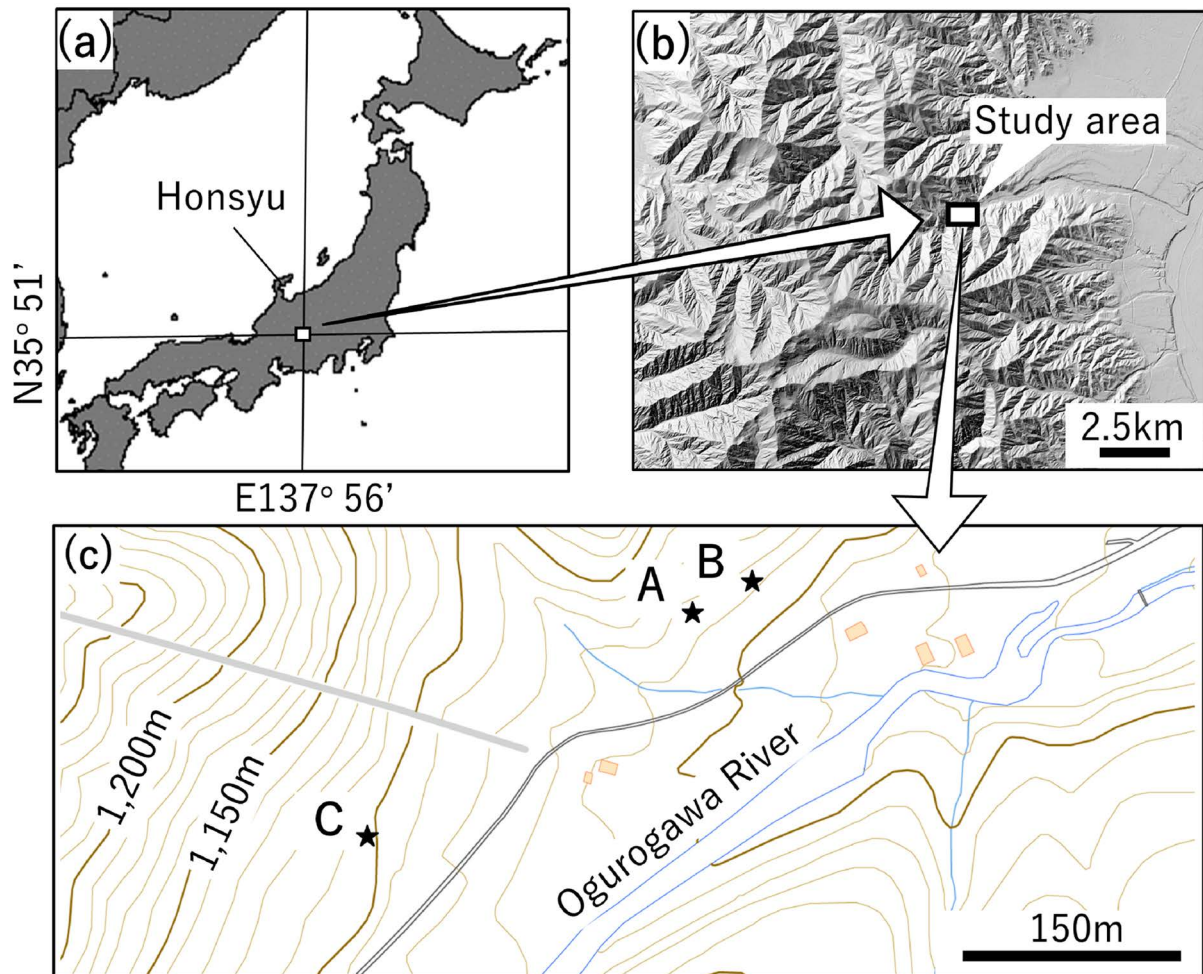 (a)
Honsyu
N35° 51'
E137° 56'
(b)
Study area
2.5km
(c)
A
B
C
1,200m
1,150m
Ogurogawa River
150m